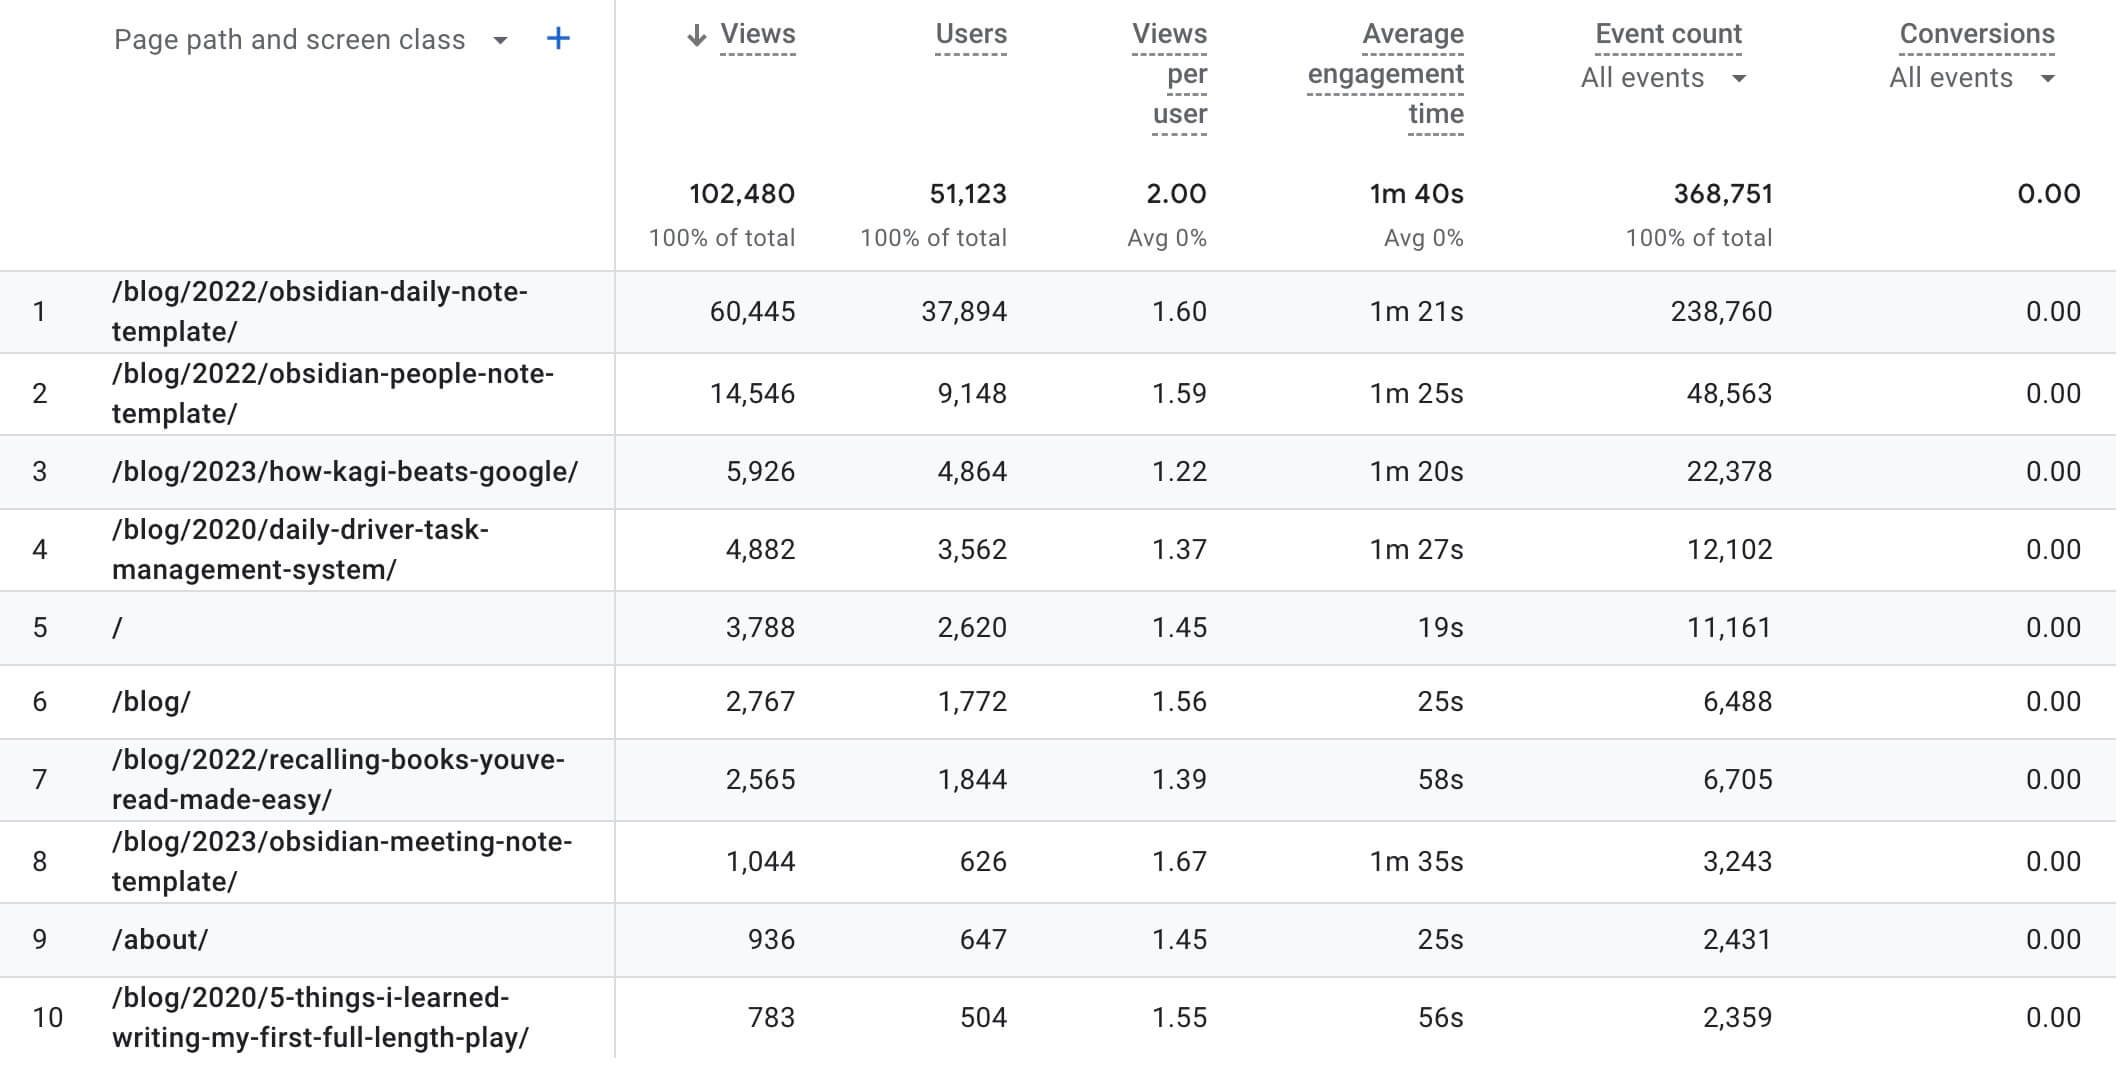 Page path and screen class
Views Users Views per user Average engagement time Event count All events Conversions All events
102,480 51,123 2.00 1m 40s 368,751 0.00
100% of total 100% of total Avg 0% Avg 0% 100% of total
1 /blog/2022/obsidian-daily-note-template/ 60,445 37,894 1.60 1m 21s 238,760 0.00
2 /blog/2022/obsidian-people-note-template/ 14,546 9,148 1.59 1m 25s 48,563 0.00
3 /blog/2023/how-kagi-beats-google/ 5,926 4,864 1.22 1m 20s 22,378 0.00
4 /blog/2020/daily-driver-task-management-system/ 4,882 3,562 1.37 1m 27s 12,102 0.00
5 / 3,788 2,620 1.45 19s 11,161 0.00
6 /blog/ 2,767 1,772 1.56 25s 6,488 0.00
7 /blog/2022/recalling-books-youve-read-made-easy/ 2,565 1,844 1.39 58s 6,705 0.00
8 /blog/2023/obsidian-meeting-note-template/ 1,044 626 1.67 1m 35s 3,243 0.00
9 /about/ 936 647 1.45 25s 2,431 0.00
10 /blog/2020/5-things-i-learned-writing-my-first-full-length-play/ 783 504 1.55 56s 2,359 0.00